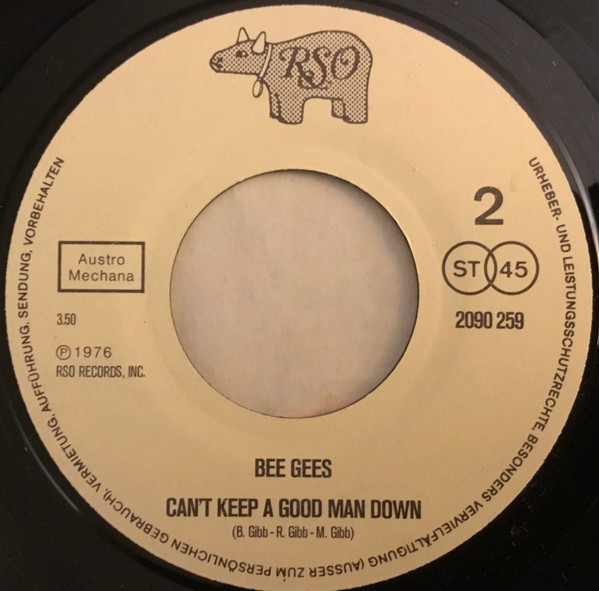 RSO
2
ST 45
2090 259
Austro
Mechana
3.50
℗ 1976
RSO RECORDS, INC.
BEE GEES
CAN'T KEEP A GOOD MAN DOWN
(B. Gibb - R. Gibb - M. Gibb)
URHEBER- UND LEISTUNGSSCHUTZRECHTE, BESONDERS VERVIELFÄLTIGUNG (AUSSER ZUM PERSÖNLICHEN GEBRAUCH), VERMIETUNG, AUFFÜHRUNG, SENDUNG, VORBEHALTEN